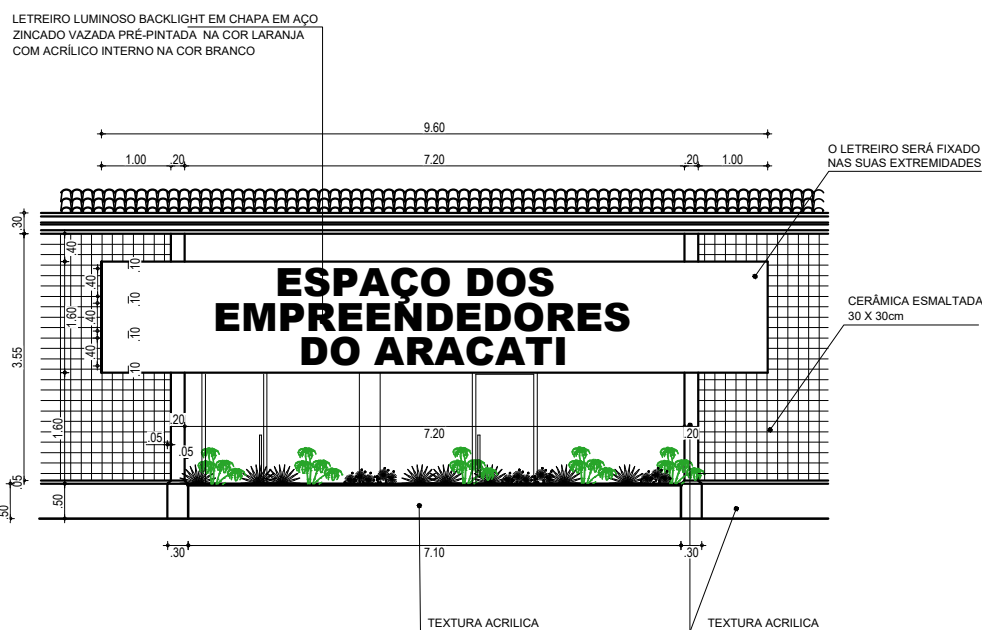 LETREIRO LUMINOSO BACKLIGHT EM CHAPA EM AÇO
ZINCADO VAZADA PRÉ-PINTADA NA COR LARANJA
COM ACRÍLICO INTERNO NA COR BRANCO
9.60
1.00
.20
7.20
.20
1.00
O LETREIRO SERÁ FIXADO
NAS SUAS EXTREMIDADES
.30
.40
.10
.40
.10
1.60
.40
.10
.40
.10
3.55
ESPAÇO DOS
EMPREENDEDORES
DO ARACATI
CERÂMICA ESMALTADA
30 X 30cm
1.60
.20
.05
.05
7.20
.20
.05
.50
.50
.30
7.10
.30
TEXTURA ACRILICA
TEXTURA ACRILICA